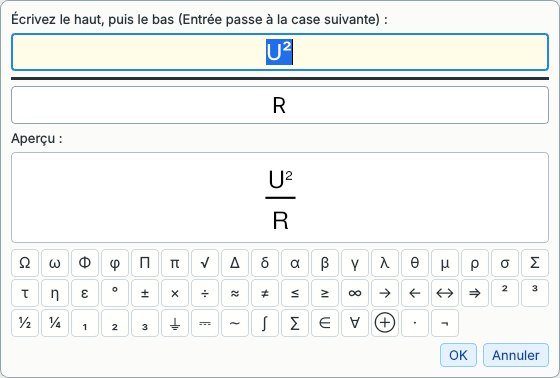 Écrivez le haut, puis le bas (Entrée passe à la case suivante) :
U²
R
Aperçu :
U²
R
Ω ω Φ φ Π π √ Δ δ α β γ λ θ μ ρ σ Σ
τ η ε ° ± × ÷ ≈ ≠ ≤ ≥ ∞ → ← ↔ ⇒ ² ³
½ ¼ ₁ ₂ ₃ ⏚ ⎓ ∼ ∫ ∑ ∈ ∀ ⊕ · ¬
OK Annuler